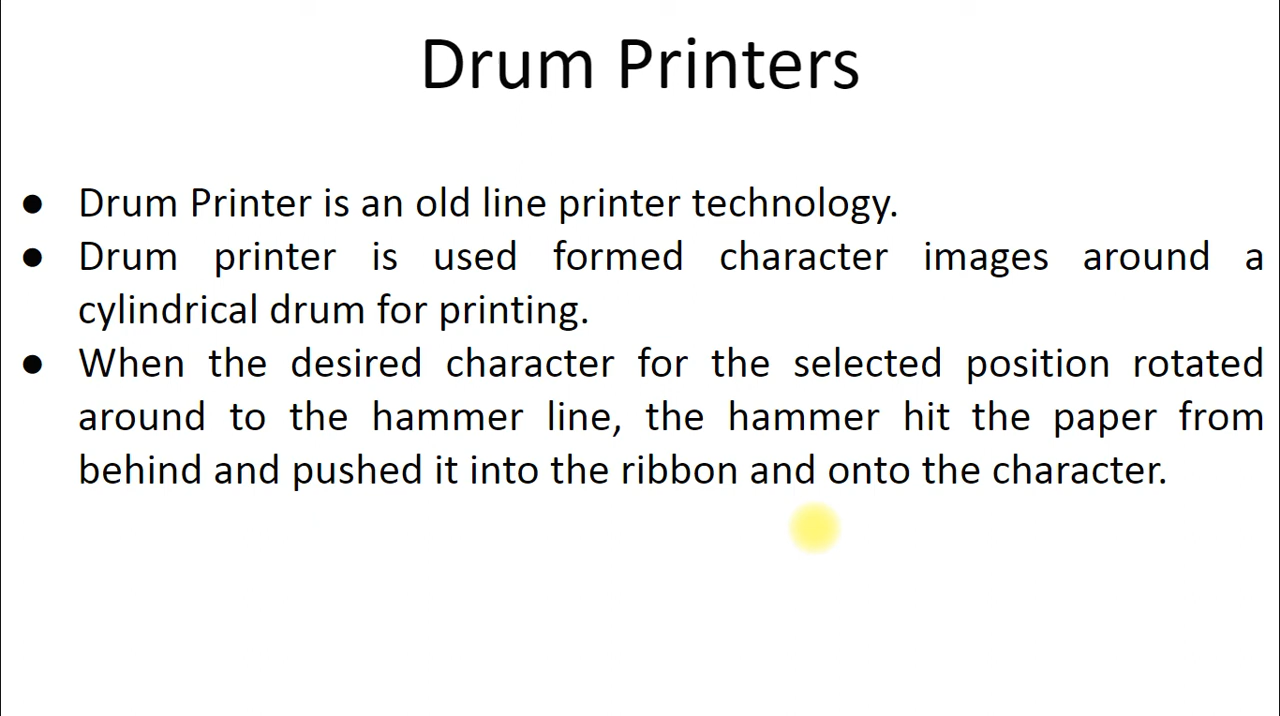 Drum Printers
● Drum Printer is an old line printer technology.
● Drum printer is used formed character images around a
cylindrical drum for printing.
● When the desired character for the selected position rotated
around to the hammer line, the hammer hit the paper from
behind and pushed it into the ribbon and onto the character.